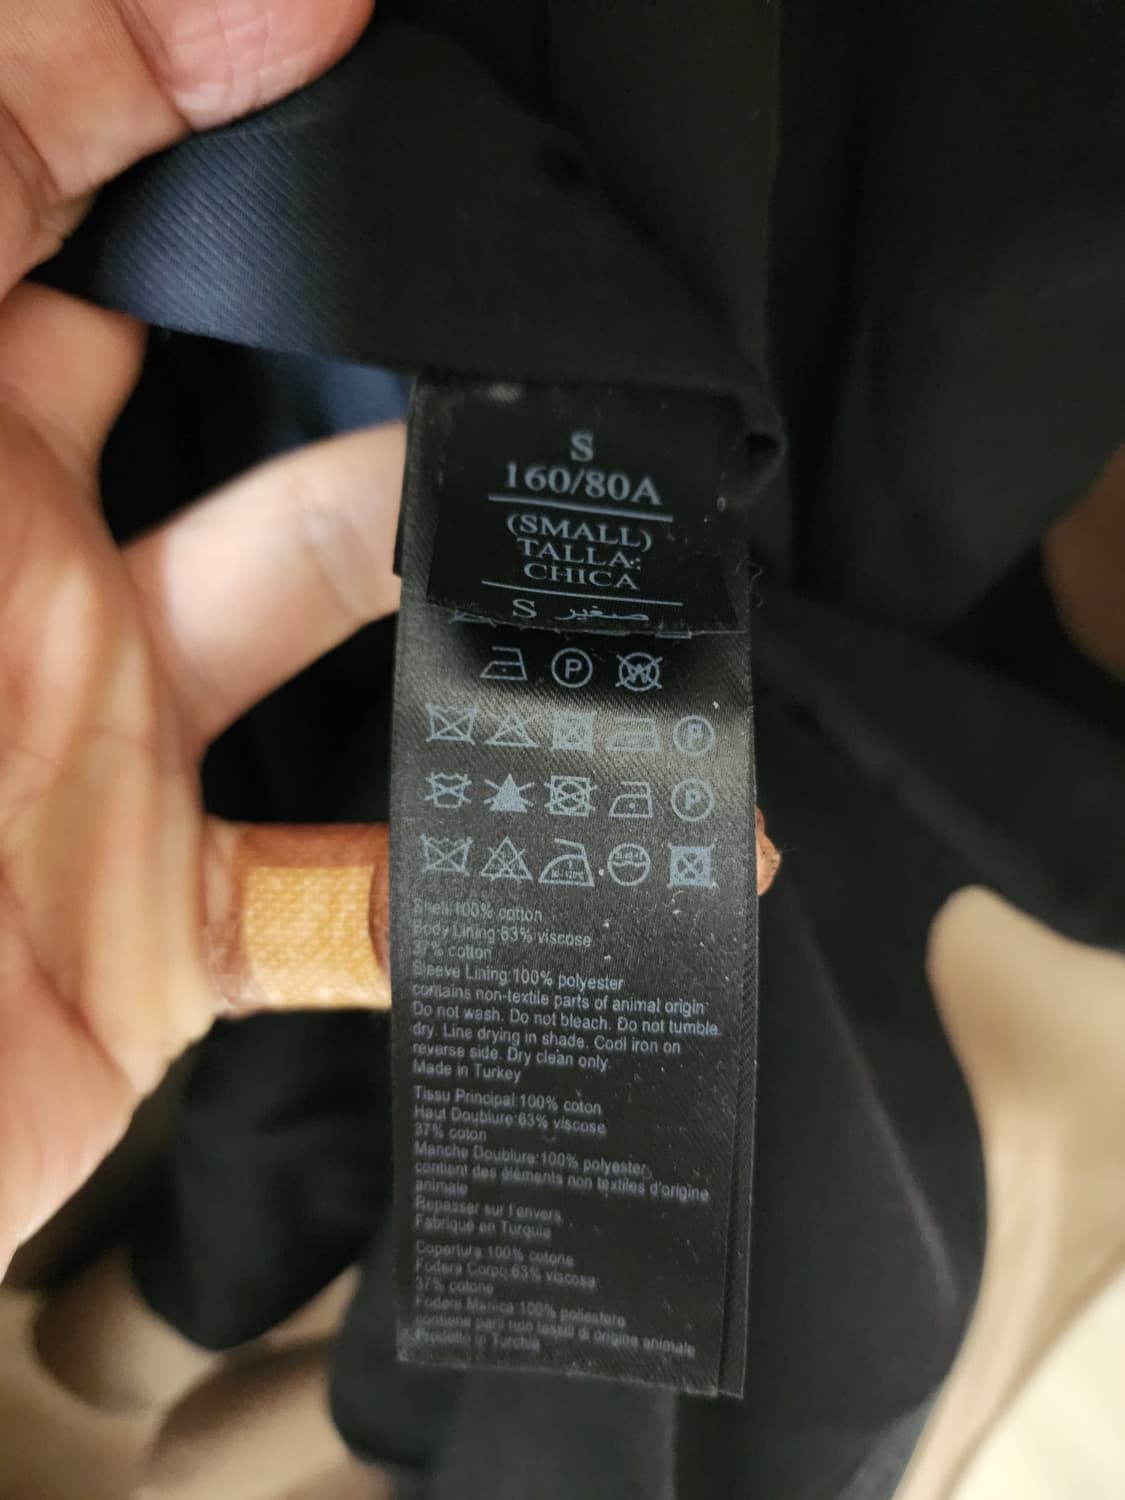 S
160/80A
(SMALL)
TALLA:
CHICA
S صغير
P W
P
P
Shell:100% cotton
Body Lining:63% viscose
37% cotton
Sleeve Lining:100% polyester
contains non-textile parts of animal origin
Do not wash. Do not bleach. Do not tumble
dry. Line drying in shade. Cool iron on
reverse side. Dry clean only
Made in Turkey
Tissu Principal:100% coton
Haut Doublure:63% viscose
37% coton
Manche Doublure:100% polyester
contient des éléments non textiles d'origine
animale
Repasser sur l'envers
Fabriqué en Turquie
Copertura:100% cotone
Fodera Corpo:63% viscosa
37% cotone
Fodera Manica:100% poliestere
contiene parti non tessili di origine animale
Prodotto in Turchia